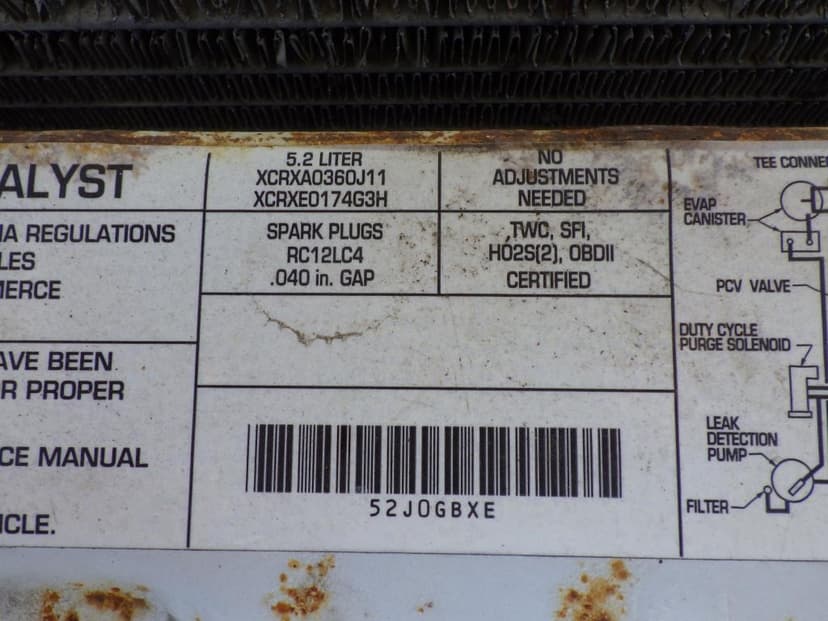 ALYST
IA REGULATIONS
LES
MERCE
AVE BEEN
R PROPER
CE MANUAL
ICLE.
5.2 LITER
XCRXA0360J11
XCRXE0174G3H
NO
ADJUSTMENTS
NEEDED
SPARK PLUGS
RC12LC4
.040 in. GAP
TWC, SFI,
HO2S(2), OBDII
CERTIFIED
52J0GBXE
TEE CONNE
EVAP
CANISTER
PCV VALVE
DUTY CYCLE
PURGE SOLENOID
LEAK
DETECTION
PUMP
FILTER